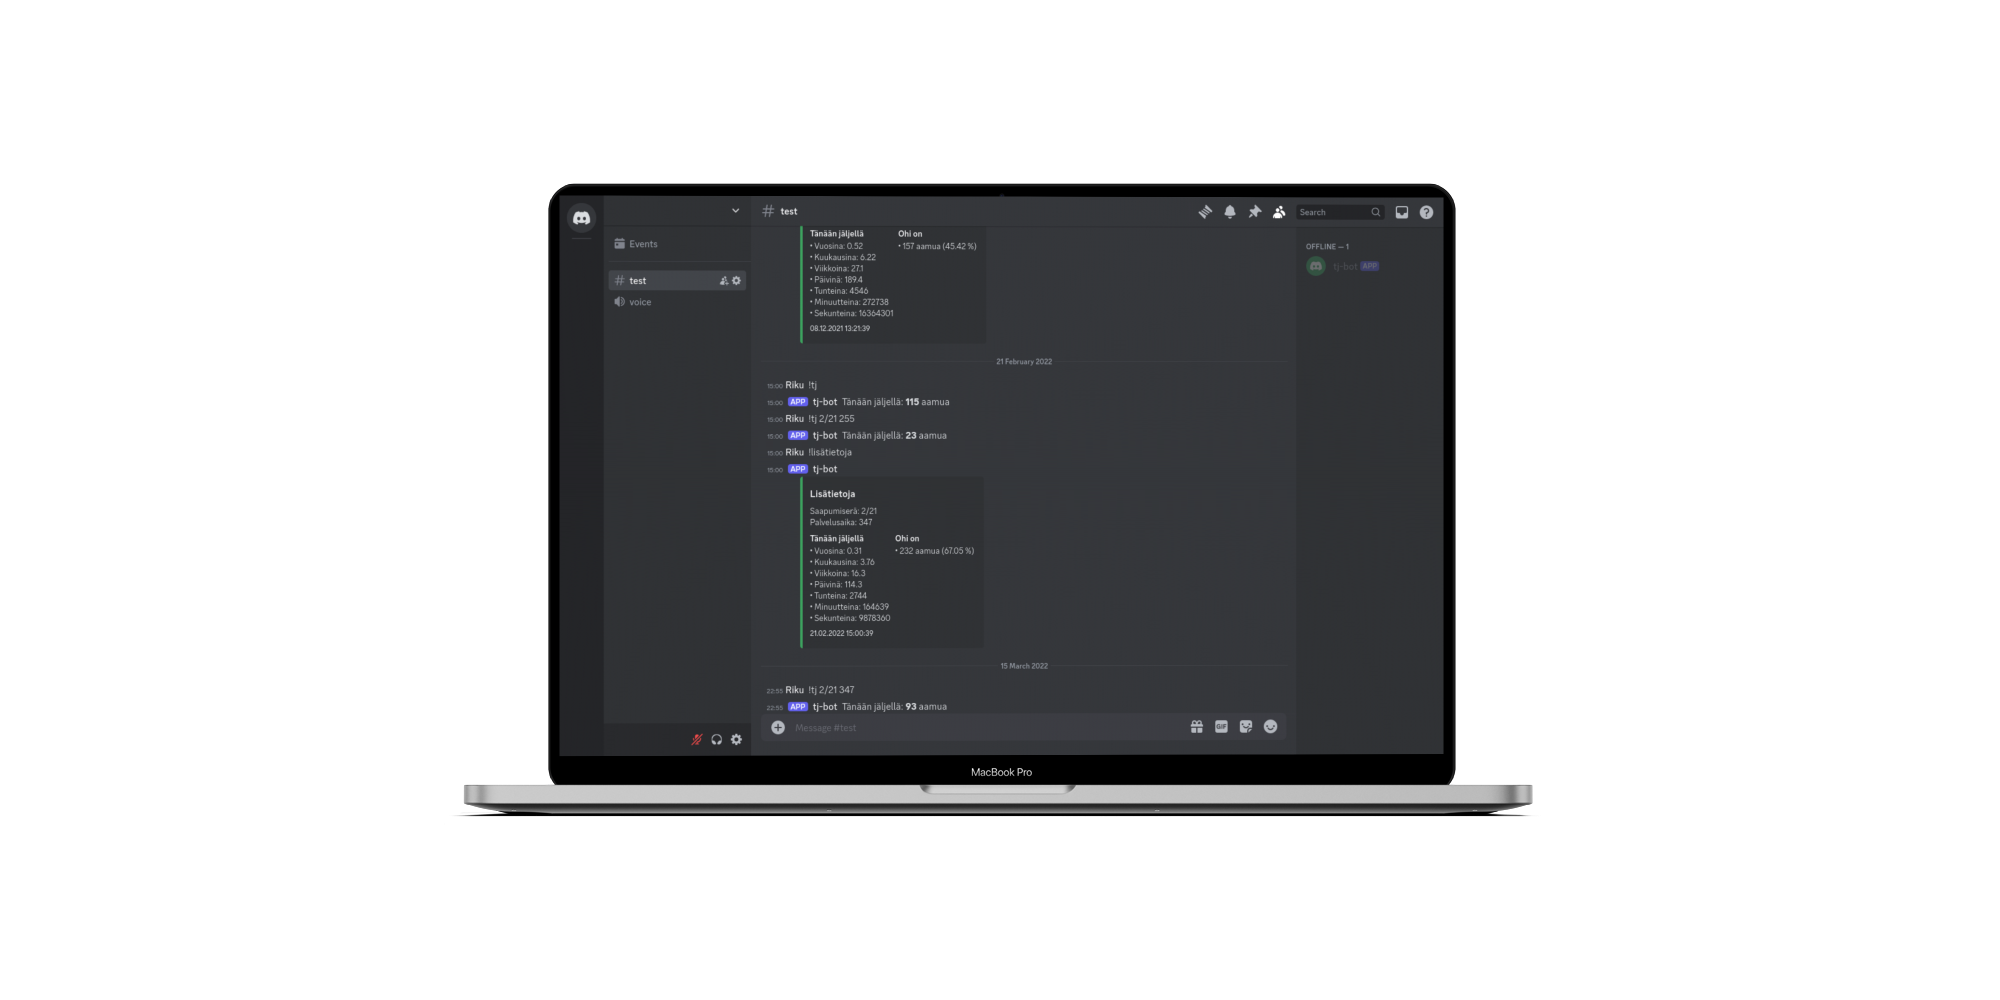 # test
Search
Events
# test
voice
OFFLINE — 1
tj-bot APP
Tänään jäljellä
Ohi on
• Vuosina: 0.52
• 157 aamua (45.42 %)
• Kuukausina: 6.22
• Viikkoina: 27.1
• Päivinä: 189.4
• Tunteina: 4546
• Minuutteina: 272738
• Sekunteina: 16364301
08.12.2021 13:21:39
21 February 2022
15:00 Riku !tj
15:00 APP tj-bot Tänään jäljellä: 115 aamua
15:00 Riku !tj 2/21 255
15:00 APP tj-bot Tänään jäljellä: 23 aamua
15:00 Riku !lisätietoja
15:00 APP tj-bot
Lisätietoja
Saapumiserä: 2/21
Palvelusaika: 347
Tänään jäljellä
Ohi on
• Vuosina: 0.31
• 232 aamua (67.05 %)
• Kuukausina: 3.76
• Viikkoina: 16.3
• Päivinä: 114.3
• Tunteina: 2744
• Minuutteina: 164639
• Sekunteina: 9878360
21.02.2022 15:00:39
15 March 2022
22:55 Riku !tj 2/21 347
22:55 APP tj-bot Tänään jäljellä: 93 aamua
Message #test
GIF
MacBook Pro